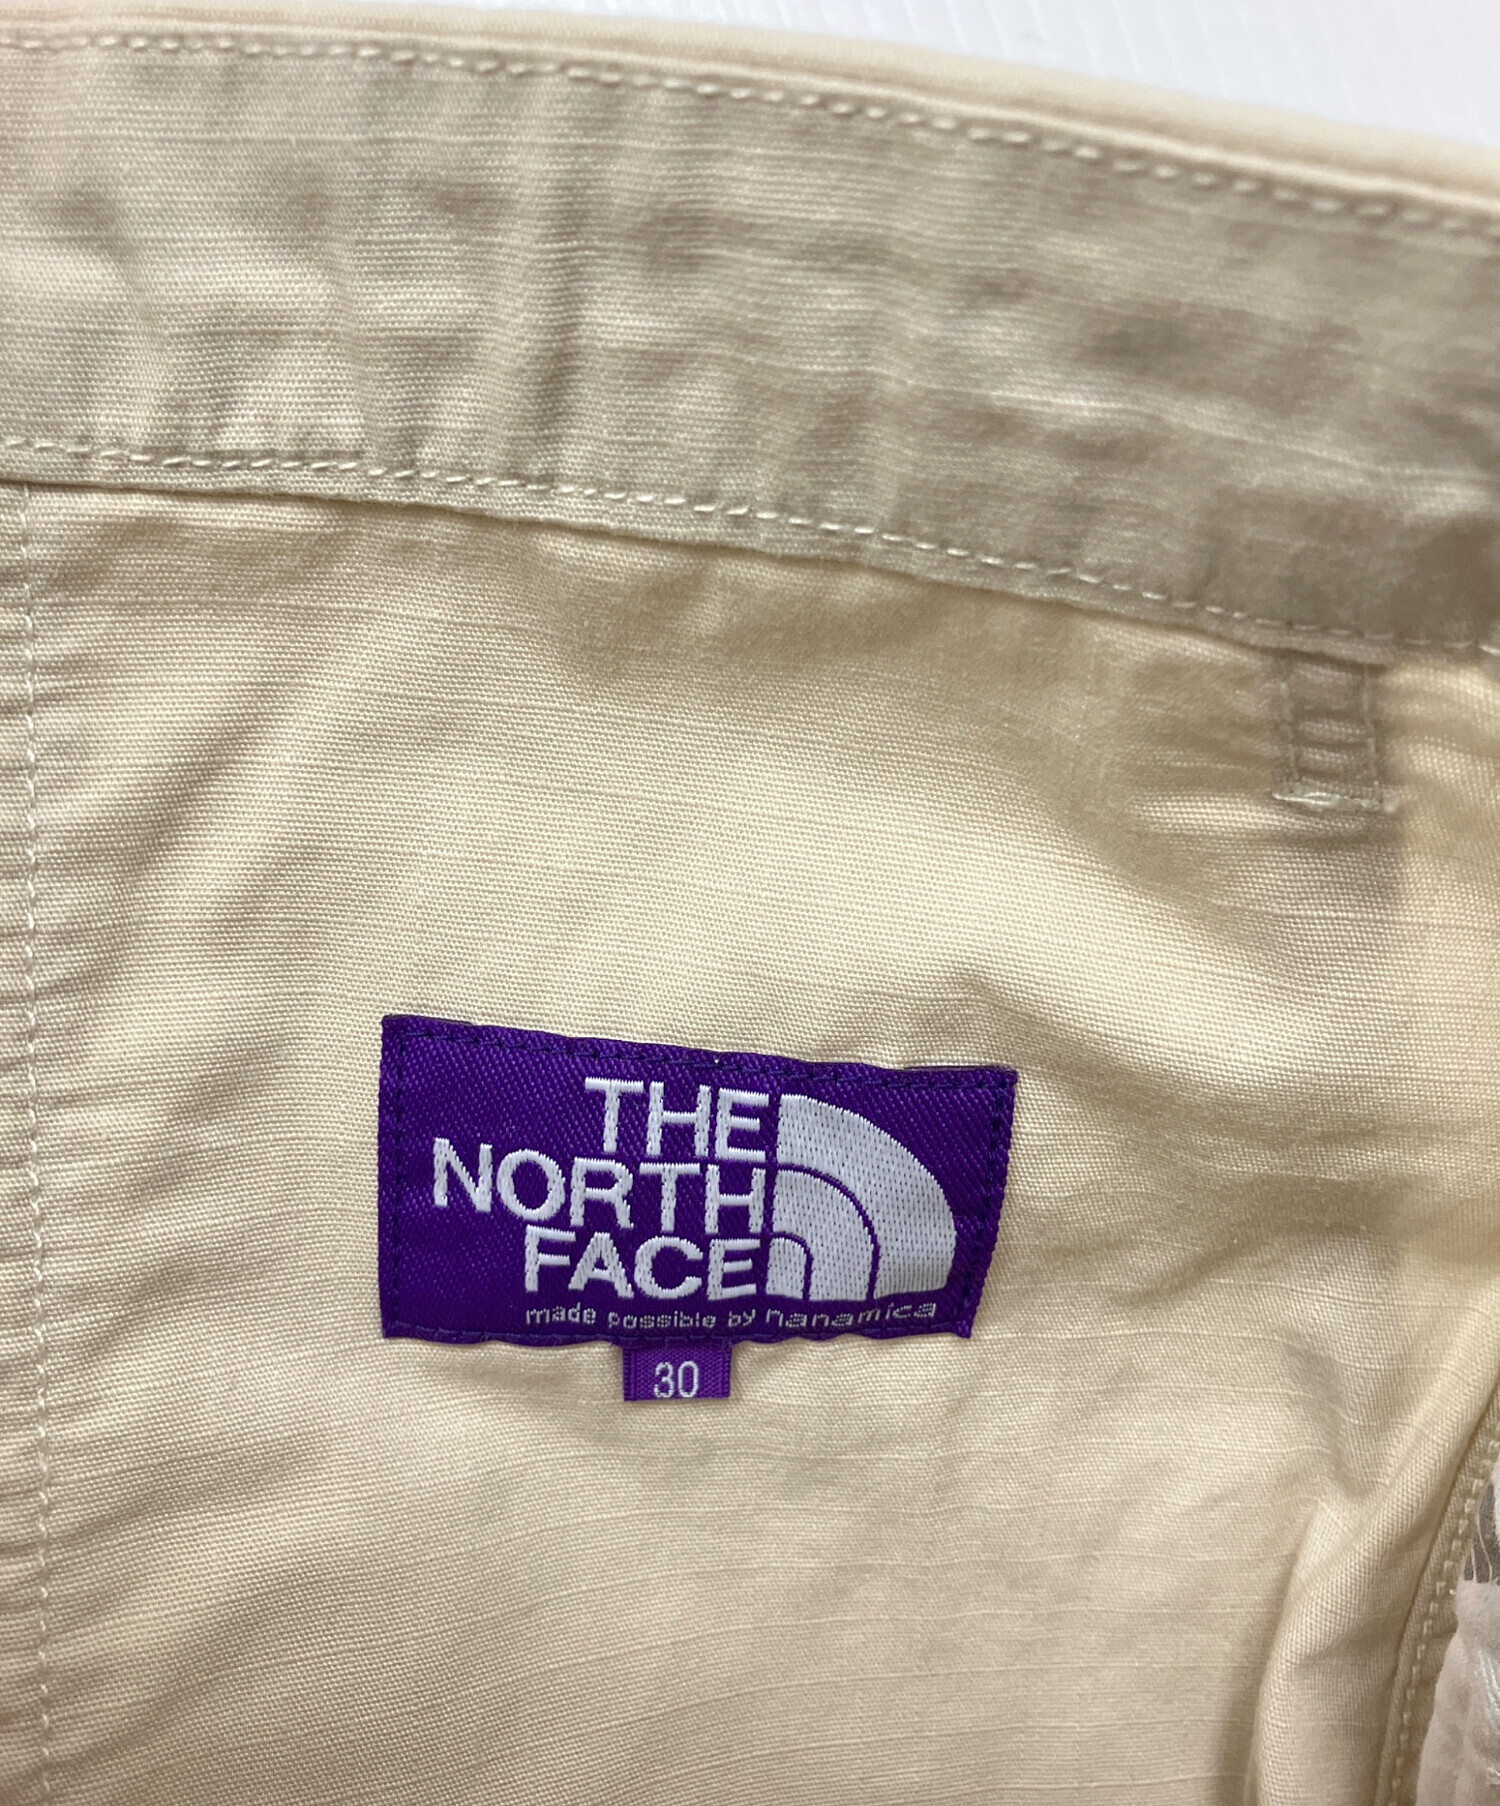 THE
NORTH
FACE
made possible by nanamica
30